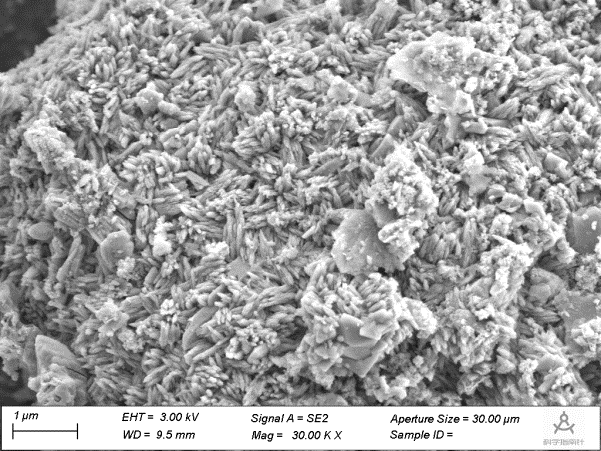 1 µm
EHT = 3.00 kV
Signal A = SE2
Aperture Size = 30.00 µm
WD = 9.5 mm
Mag = 30.00 K X
Sample ID =
科学指南针